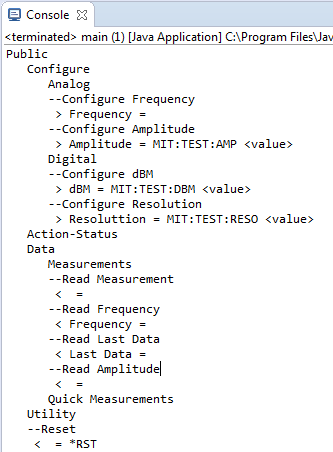 Console
<terminated> main (1) [Java Application] C:\Program Files\Jav
Public
Configure
Analog
--Configure Frequency
> Frequency =
--Configure Amplitude
> Amplitude = MIT:TEST:AMP <value>
Digital
--Configure dBM
> dBM = MIT:TEST:DBM <value>
--Configure Resolution
> Resoluttion = MIT:TEST:RESO <value>
Action-Status
Data
Measurements
--Read Measurement
<  =
--Read Frequency
< Frequency =
--Read Last Data
< Last Data =
--Read Amplitude
<  =
Quick Measurements
Utility
--Reset
<  = *RST